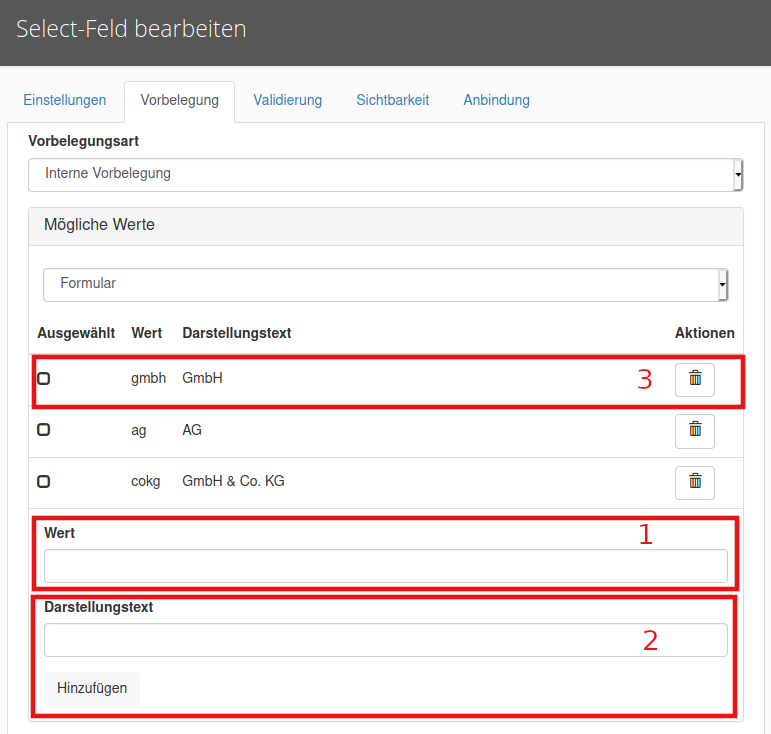 Select-Feld bearbeiten
Einstellungen Vorbelegung Validierung Sichtbarkeit Anbindung
Vorbelegungsart
Interne Vorbelegung
Mögliche Werte
Formular
Ausgewählt Wert Darstellungstext Aktionen
gmbh GmbH 3
ag AG
cokg GmbH & Co. KG
Wert 1
Darstellungstext
2
Hinzufügen